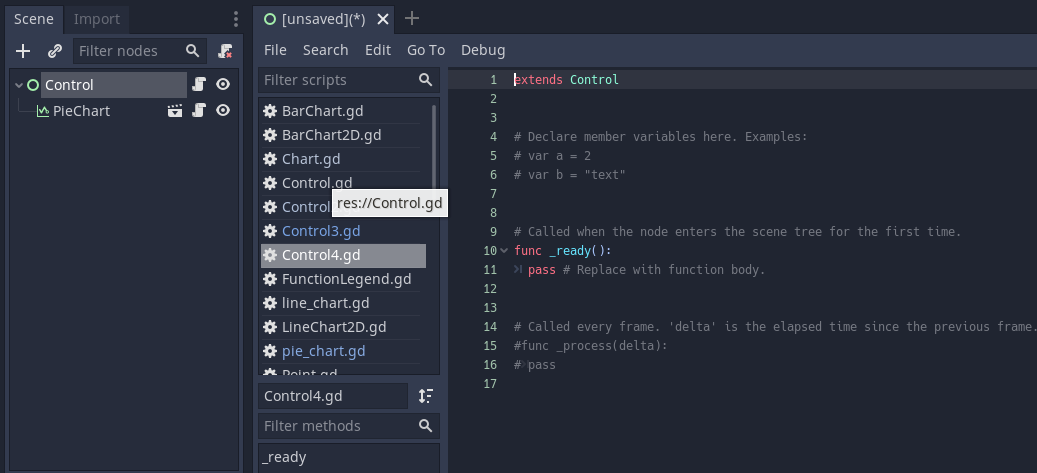 Scene
Import
Filter nodes
Control
PieChart
[unsaved](*)
File Search Edit Go To Debug
Filter scripts
BarChart.gd
BarChart2D.gd
Chart.gd
Control.gd
Control
res://Control.gd
Control3.gd
Control4.gd
FunctionLegend.gd
line_chart.gd
LineChart2D.gd
pie_chart.gd
Point.gd
Control4.gd
Filter methods
_ready
1 extends Control
2
3
4 # Declare member variables here. Examples:
5 # var a = 2
6 # var b = "text"
7
8
9 # Called when the node enters the scene tree for the first time.
10 func _ready():
11 pass # Replace with function body.
12
13
14 # Called every frame. 'delta' is the elapsed time since the previous frame.
15 #func _process(delta):
16 # pass
17